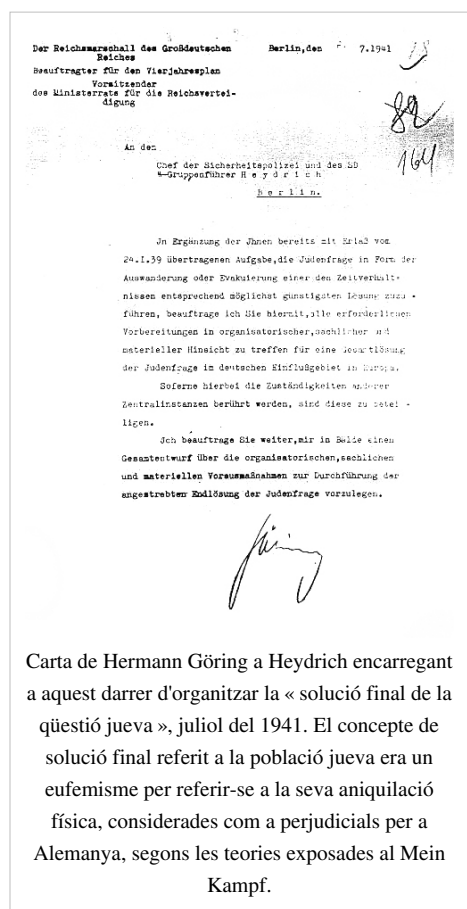 Der Reichsmarschall des Großdeutschen
Reiches
Berlin,den 7.1941
Beauftragter für den Vierjahresplan
Vorsitzender
des Ministerrats für die Reichsvertei-
digung
88
164
An den
Chef der Sicherheitspolizei und des SD
Gruppenführer H e y d r i c h
B e r l i n.
Jn Ergänzung der Jhnen bereits mit Erlaß vom
24.I.39 übertragenen Aufgabe,die Judenfrage in Form der
Auswanderung oder Evakuierung einer den Zeitverhält-
nissen entsprechend möglichst günstigsten Lösung zuzu -
führen, beauftrage ich Sie hiermit,alle erforderlichen
Vorbereitungen in organisatorischer,sachlicher und
materieller Hinsicht zu treffen für eine Gesamtlösung
der Judenfrage im deutschen Einflußgebiet in Europa.
Soferne hierbei die Zuständigkeiten anderer
Zentralinstanzen berührt werden, sind diese zu betei -
ligen.
Jch beauftrage Sie weiter,mir in Bälde einen
Gesamtentwurf über die organisatorischen,sachlichen
und materiellen Vorausmaßnahmen zur Durchführung der
angestrebten Endlösung der Judenfrage vorzulegen.
Carta de Hermann Göring a Heydrich encarregant
a aquest darrer d'organitzar la « solució final de la
qüestió jueva », juliol del 1941. El concepte de
solució final referit a la població jueva era un
eufemisme per referir-se a la seva aniquilació
física, considerades com a perjudicials per a
Alemanya, segons les teories exposades al Mein
Kampf.